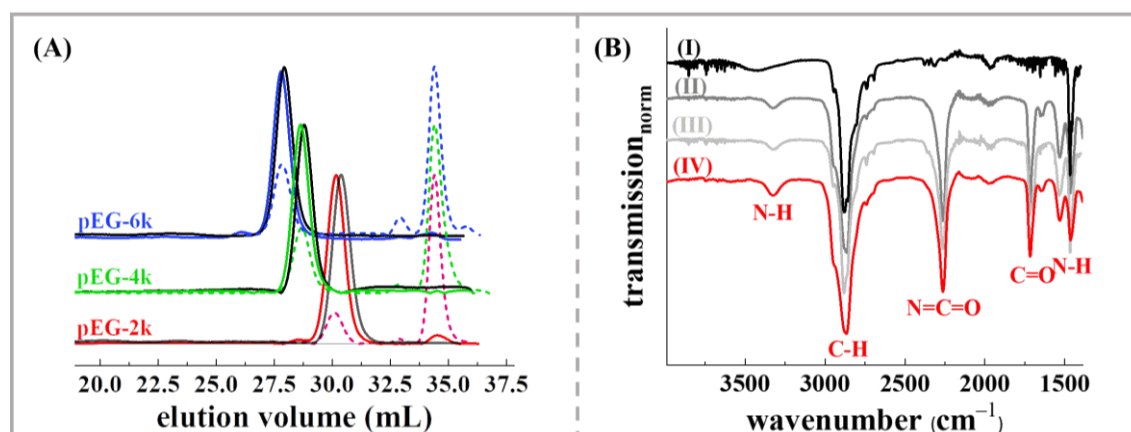 (A)
pEG-6k
pEG-4k
pEG-2k
20.0 22.5 25.0 27.5 30.0 32.5 35.0 37.5
elution volume (mL)
(B)
(I)
(II)
(III)
(IV)
N-H
C-H
N=C=O
C=O
N-H
transmission_norm
3500 3000 2500 2000 1500
wavenumber (cm⁻¹)